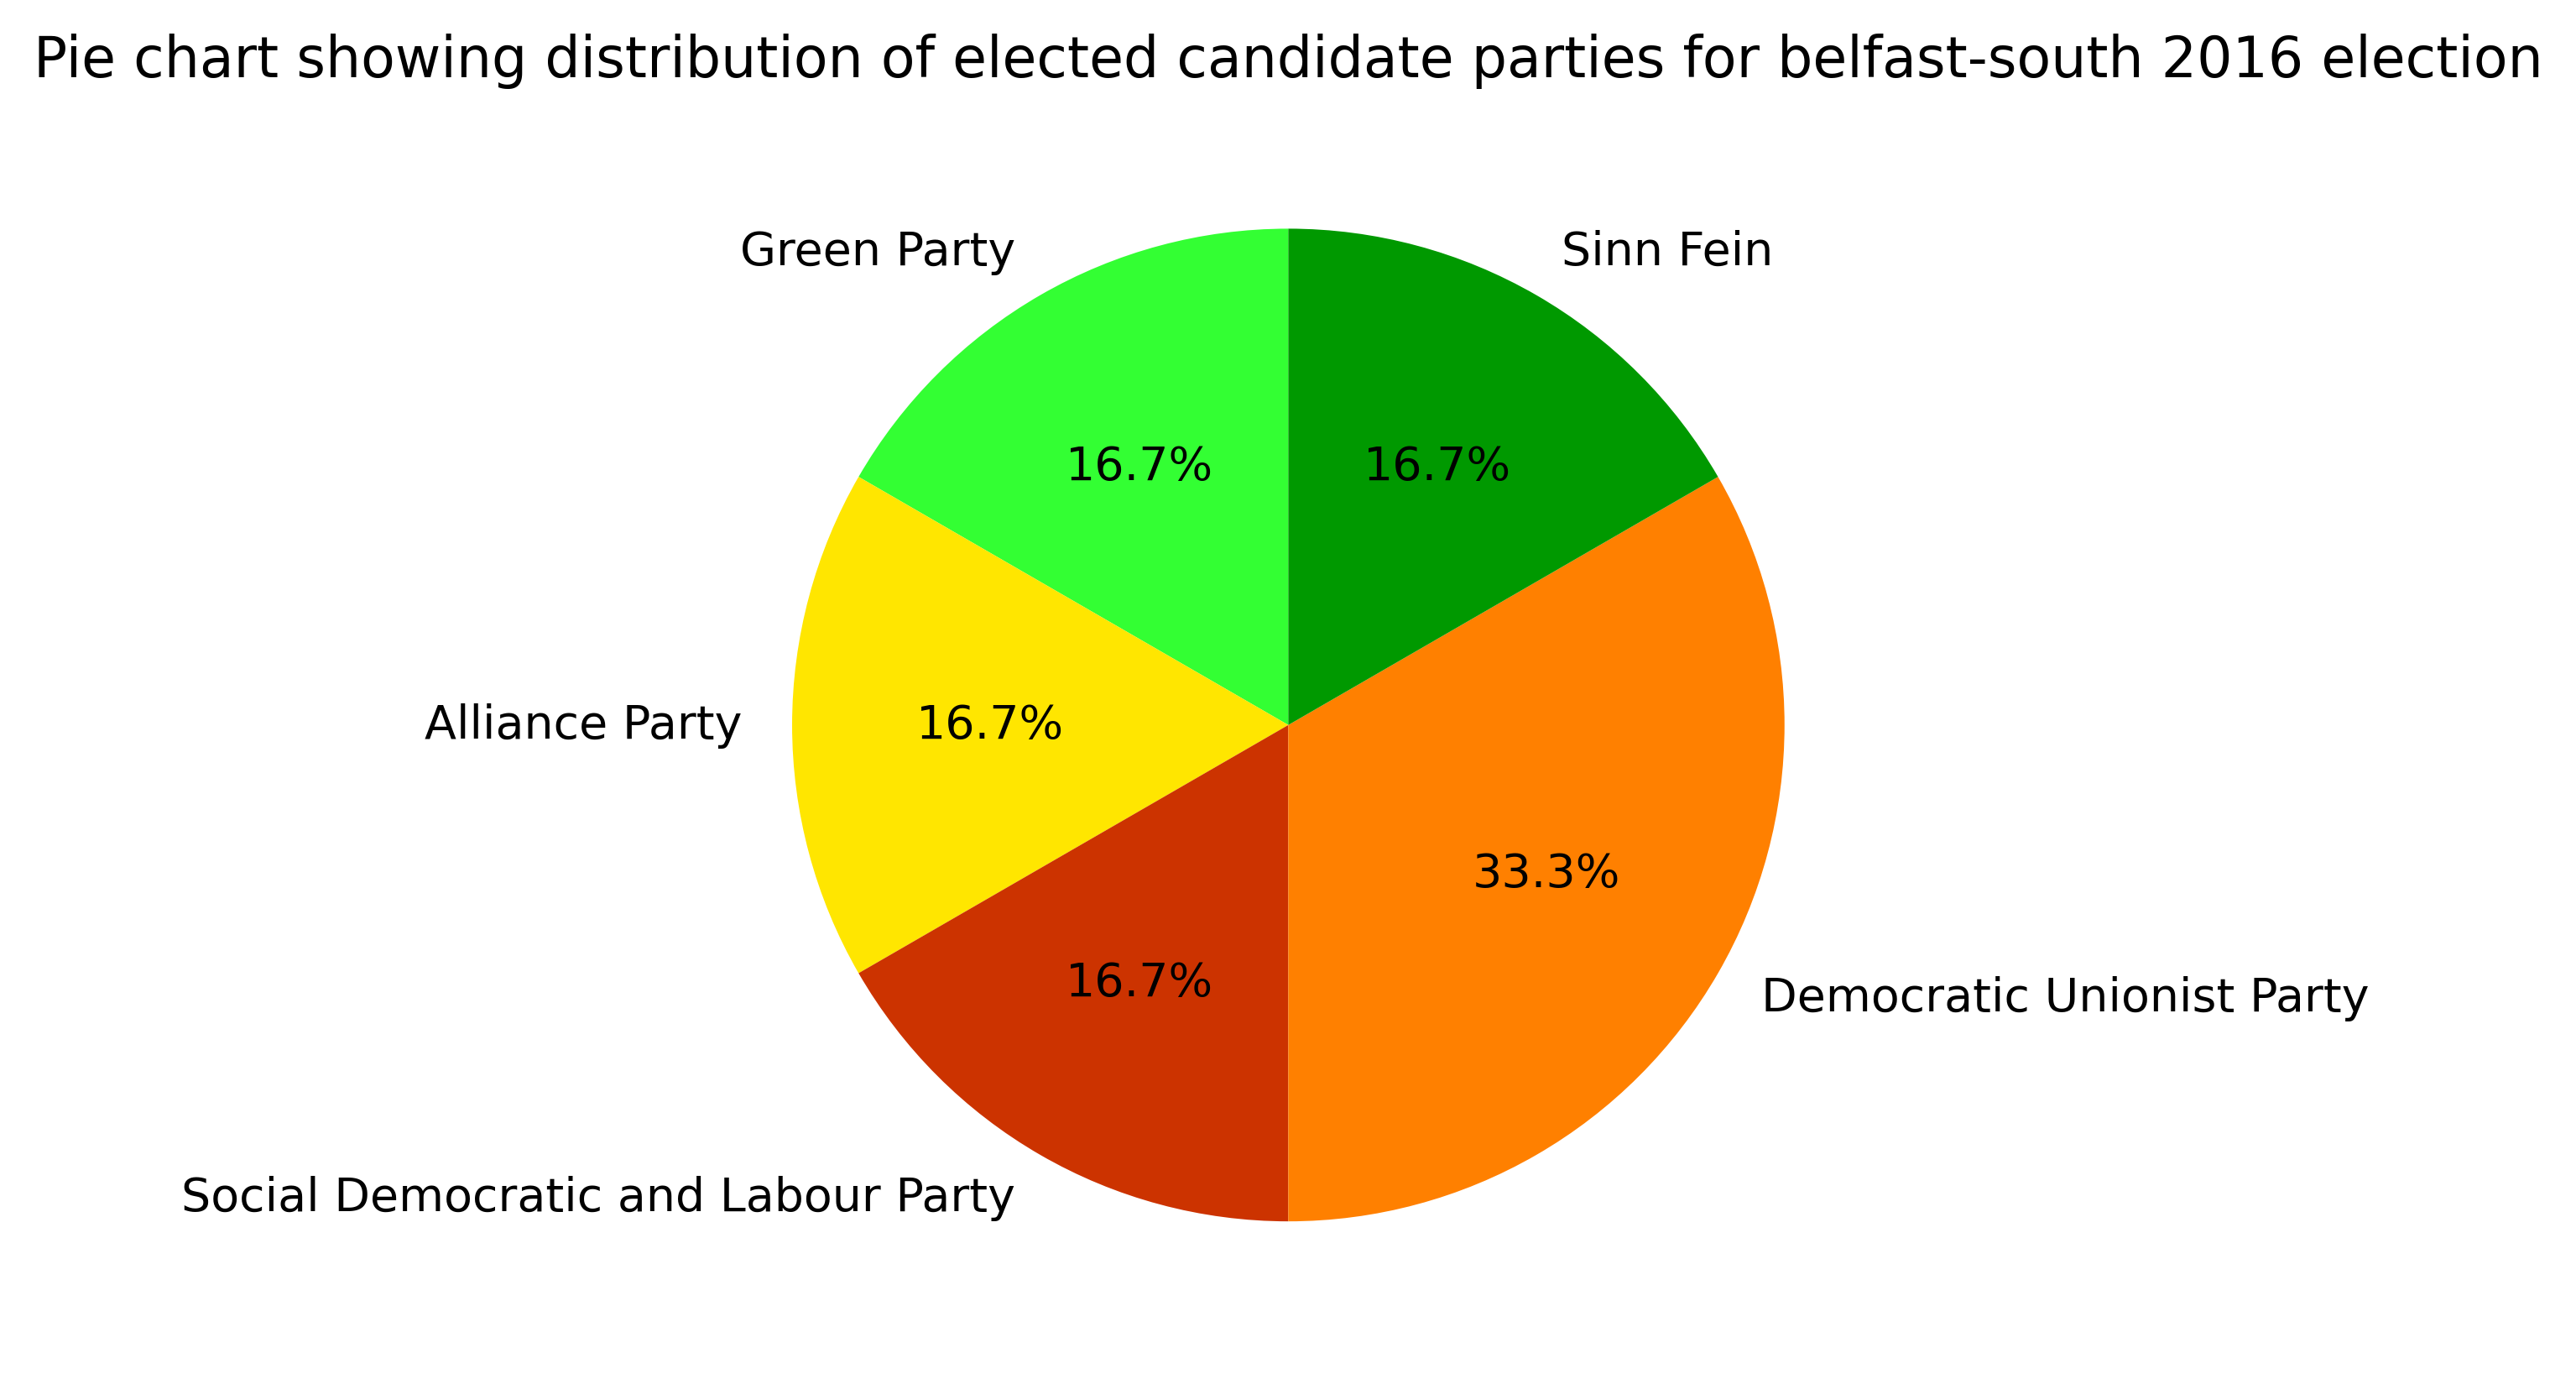 Pie chart showing distribution of elected candidate parties for belfast-south 2016 election
Green Party
Sinn Fein
16.7%
16.7%
Alliance Party
16.7%
33.3%
16.7%
Democratic Unionist Party
Social Democratic and Labour Party